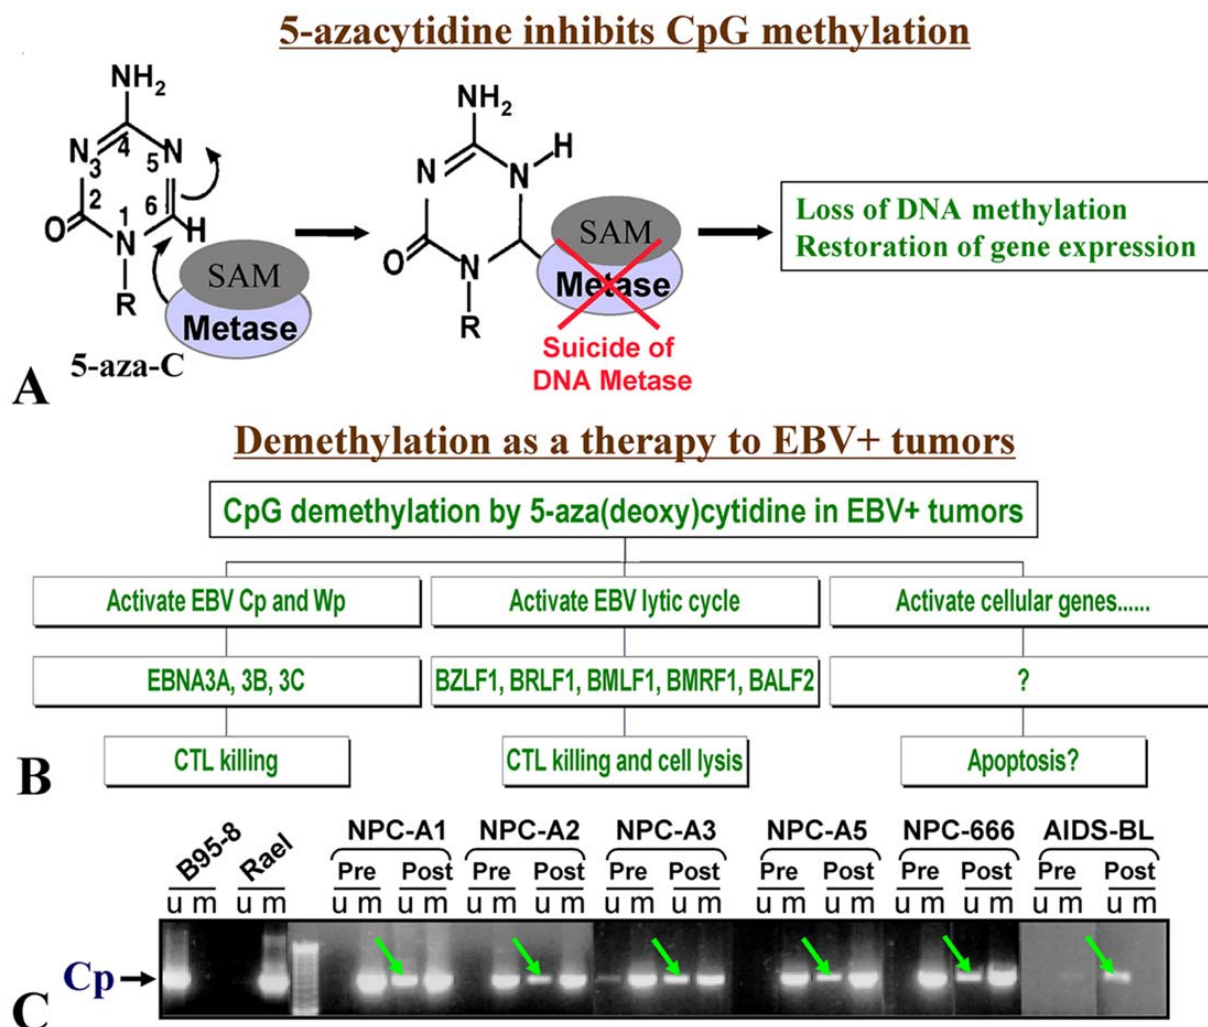 5-azacytidine inhibits CpG methylation
NH2
N
3
4
5
N
2
1
6
O
N
H
R
SAM
Metase
5-aza-C
NH2
N
N
H
O
N
R
SAM
Metase
Suicide of
DNA Metase
Loss of DNA methylation
Restoration of gene expression
A
Demethylation as a therapy to EBV+ tumors
CpG demethylation by 5-aza(deoxy)cytidine in EBV+ tumors
Activate EBV Cp and Wp
Activate EBV lytic cycle
Activate cellular genes......
EBNA3A, 3B, 3C
BZLF1, BRLF1, BMLF1, BMRF1, BALF2
?
CTL killing
CTL killing and cell lysis
Apoptosis?
B
B95-8 Rael NPC-A1 NPC-A2 NPC-A3 NPC-A5 NPC-666 AIDS-BL
Pre Post Pre Post Pre Post Pre Post Pre Post Pre Post
u m u m u m u m u m u m u m u m u m u m u m u m u m u m
Cp
C